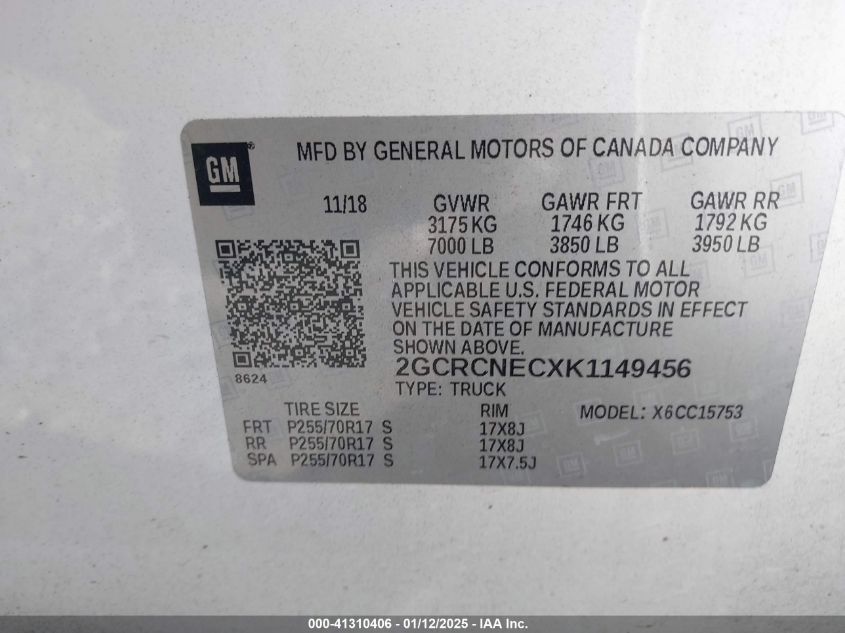 GM
MFD BY GENERAL MOTORS OF CANADA COMPANY
11/18 GVWR GAWR FRT GAWR RR
3175 KG 1746 KG 1792 KG
7000 LB 3850 LB 3950 LB
THIS VEHICLE CONFORMS TO ALL
APPLICABLE U.S. FEDERAL MOTOR
VEHICLE SAFETY STANDARDS IN EFFECT
ON THE DATE OF MANUFACTURE
SHOWN ABOVE.
2GCRCNECXK1149456
8624
TYPE: TRUCK
TIRE SIZE RIM MODEL: X6CC15753
FRT P255/70R17 S 17X8J
RR P255/70R17 S 17X8J
SPA P255/70R17 S 17X7.5J
000-41310406 - 01/12/2025 - IAA Inc.